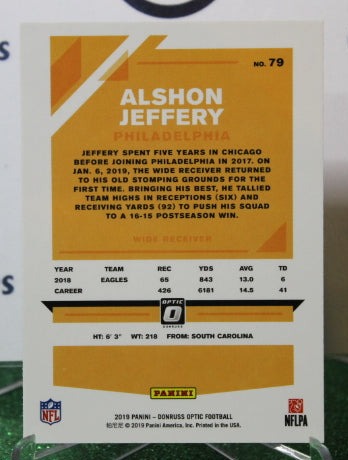 NO. 79
ALSHON
JEFFERY
PHILADELPHIA
JEFFERY SPENT FIVE YEARS IN CHICAGO
BEFORE JOINING PHILADELPHIA IN 2017. ON
JAN. 6, 2019, THE WIDE RECEIVER RETURNED
TO HIS OLD STOMPING GROUNDS FOR THE
FIRST TIME. BRINGING HIS BEST, HE TALLIED
TEAM HIGHS IN RECEPTIONS (SIX) AND
RECEIVING YARDS (92) TO PUSH HIS SQUAD
TO A 16-15 POSTSEASON WIN.
WIDE RECEIVER
YEAR TEAM REC YDS AVG TD
2018 EAGLES 65 843 13.0 6
CAREER 426 6181 14.5 41
OPTIC
DONRUSS
HT: 6' 3" WT: 218 FROM: SOUTH CAROLINA
PANINI
NFL
NFLPA
2019 PANINI – DONRUSS OPTIC FOOTBALL
帕尼尼 © 2019 Panini America, Inc. Printed in the USA.